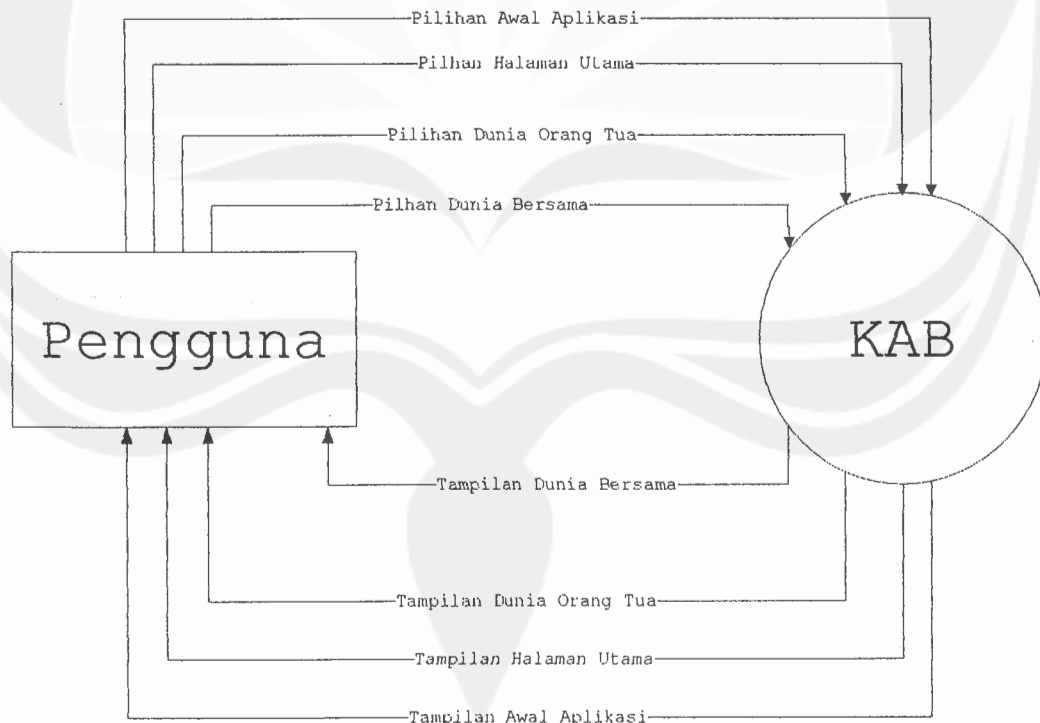 Pilihan Awal Aplikasi
Pilhan Halaman Utama
Pilihan Dunia Orang Tua
Pilhan Dunia Bersama
Pengguna
KAB
Tampilan Dunia Bersama
Tampilan Dunia Orang Tua
Tampilan Halaman Utama
Tampilan Awal Aplikasi